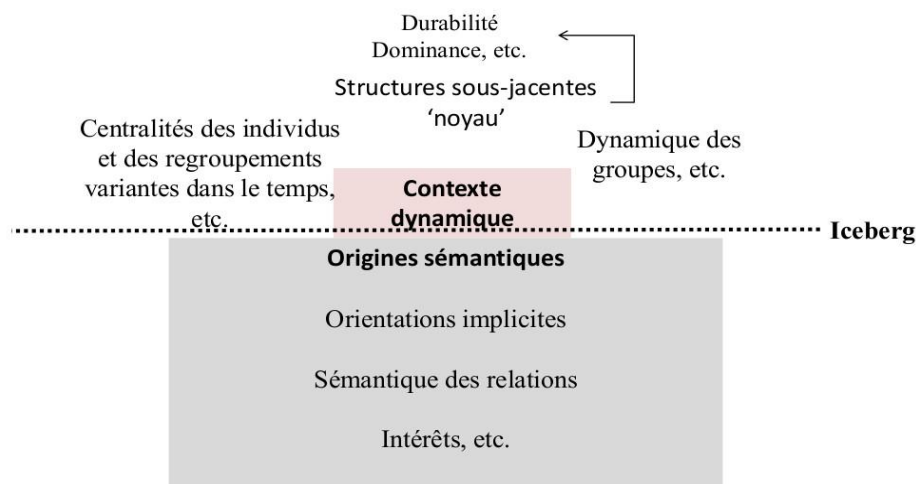 Durabilité
Dominance, etc.
Structures sous-jacentes
‘noyau’
Centralités des individus
et des regroupements
variantes dans le temps,
etc.
Dynamique des
groupes, etc.
Contexte
dynamique
Iceberg
Origines sémantiques
Orientations implicites
Sémantique des relations
Intérêts, etc.